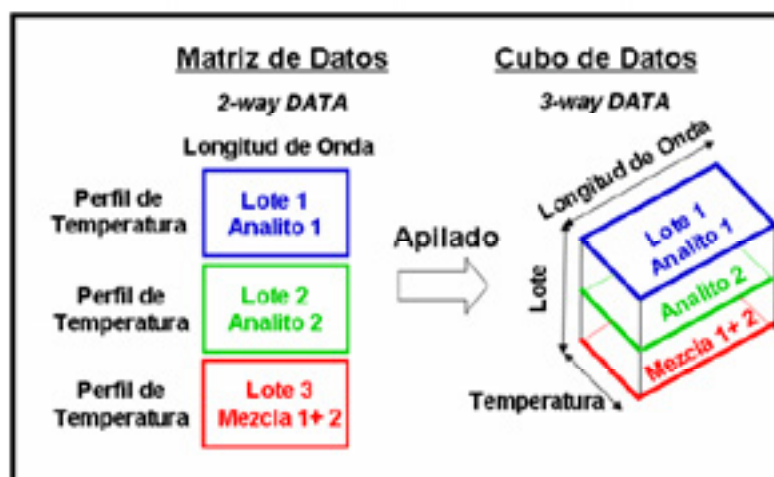 Matriz de Datos
2-way DATA
Longitud de Onda
Perfil de
Temperatura
Lote 1
Analito 1
Perfil de
Temperatura
Lote 2
Analito 2
Perfil de
Temperatura
Lote 3
Mezcla 1+ 2
Apilado
Cubo de Datos
3-way DATA
Longitud de Onda
Lote 1
Analito 1
Analito 2
Mezcla 1+ 2
Lote
Temperatura